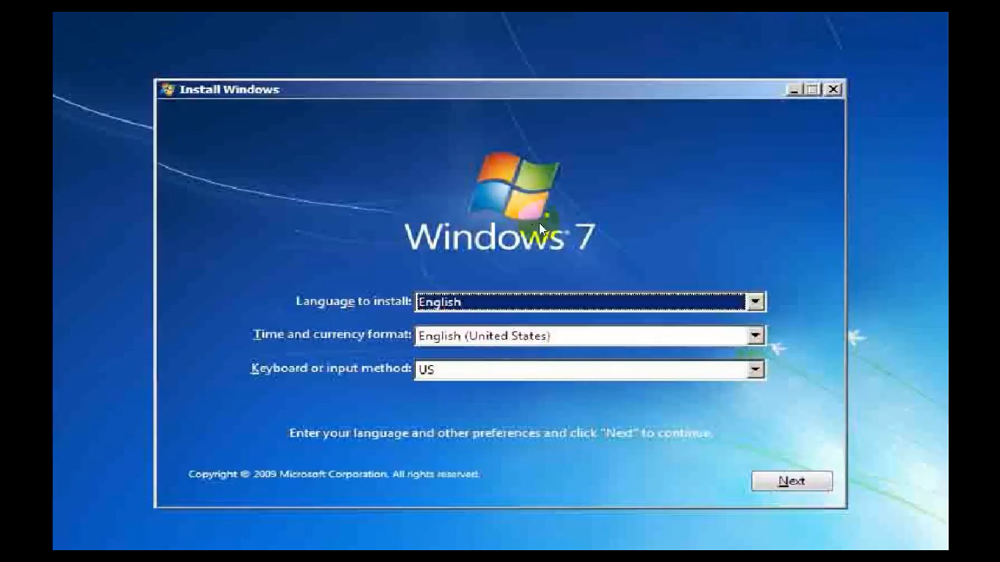 Install Windows
Windows 7
Language to install: English
Time and currency format: English (United States)
Keyboard or input method: US
Enter your language and other preferences and click "Next" to continue.
Copyright © 2009 Microsoft Corporation. All rights reserved.
Next